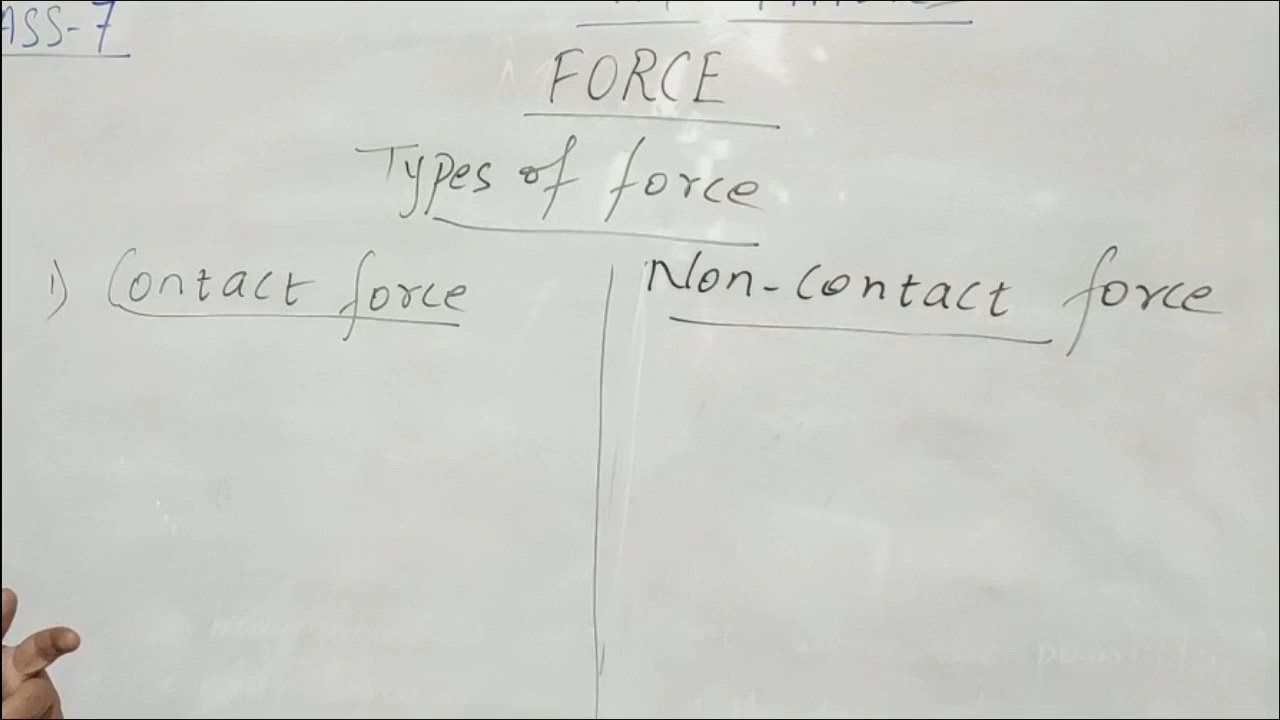 ASS-7
FORCE
Types of force
1) Contact force
Non-contact force